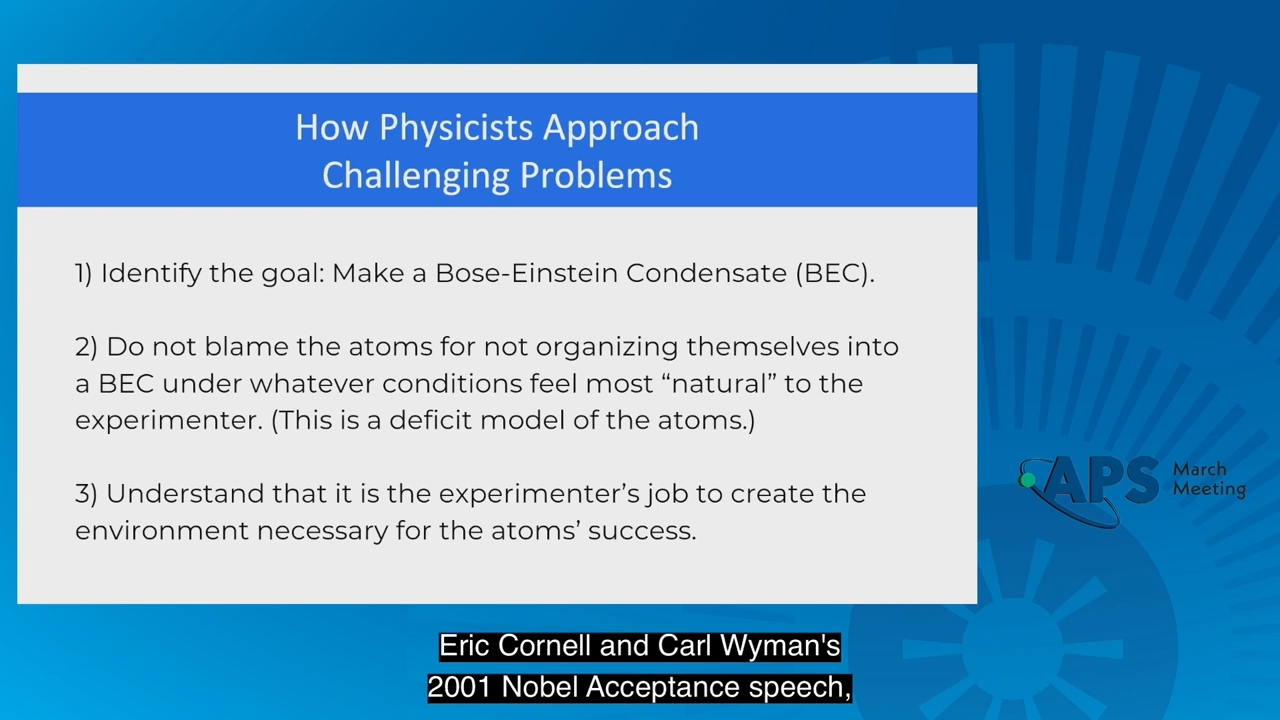 How Physicists Approach
Challenging Problems
1) Identify the goal: Make a Bose-Einstein Condensate (BEC).
2) Do not blame the atoms for not organizing themselves into
a BEC under whatever conditions feel most “natural” to the
experimenter. (This is a deficit model of the atoms.)
3) Understand that it is the experimenter’s job to create the
environment necessary for the atoms’ success.
APS March
Meeting
Eric Cornell and Carl Wyman's
2001 Nobel Acceptance speech,